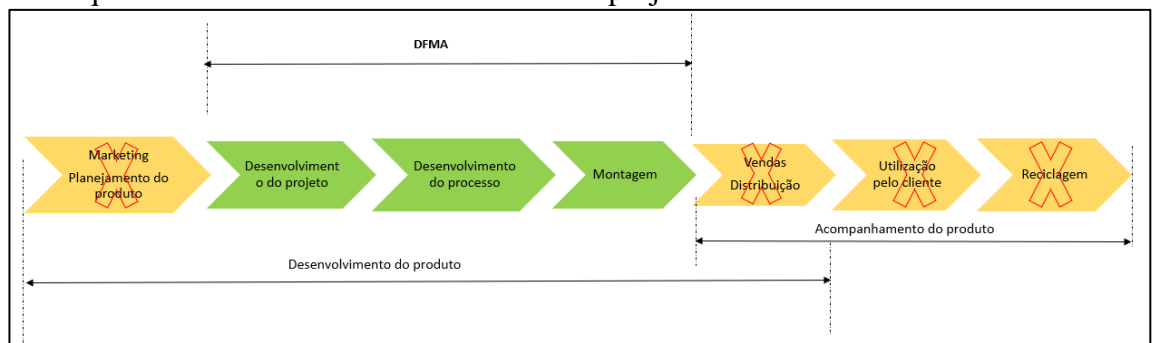 DFMA
Marketing
Planejamento do
produto
Desenvolviment
o do projeto
Desenvolvimento
do processo
Montagem
Vendas
Distribuição
Utilização
pelo cliente
Reciclagem
Acompanhamento do produto
Desenvolvimento do produto